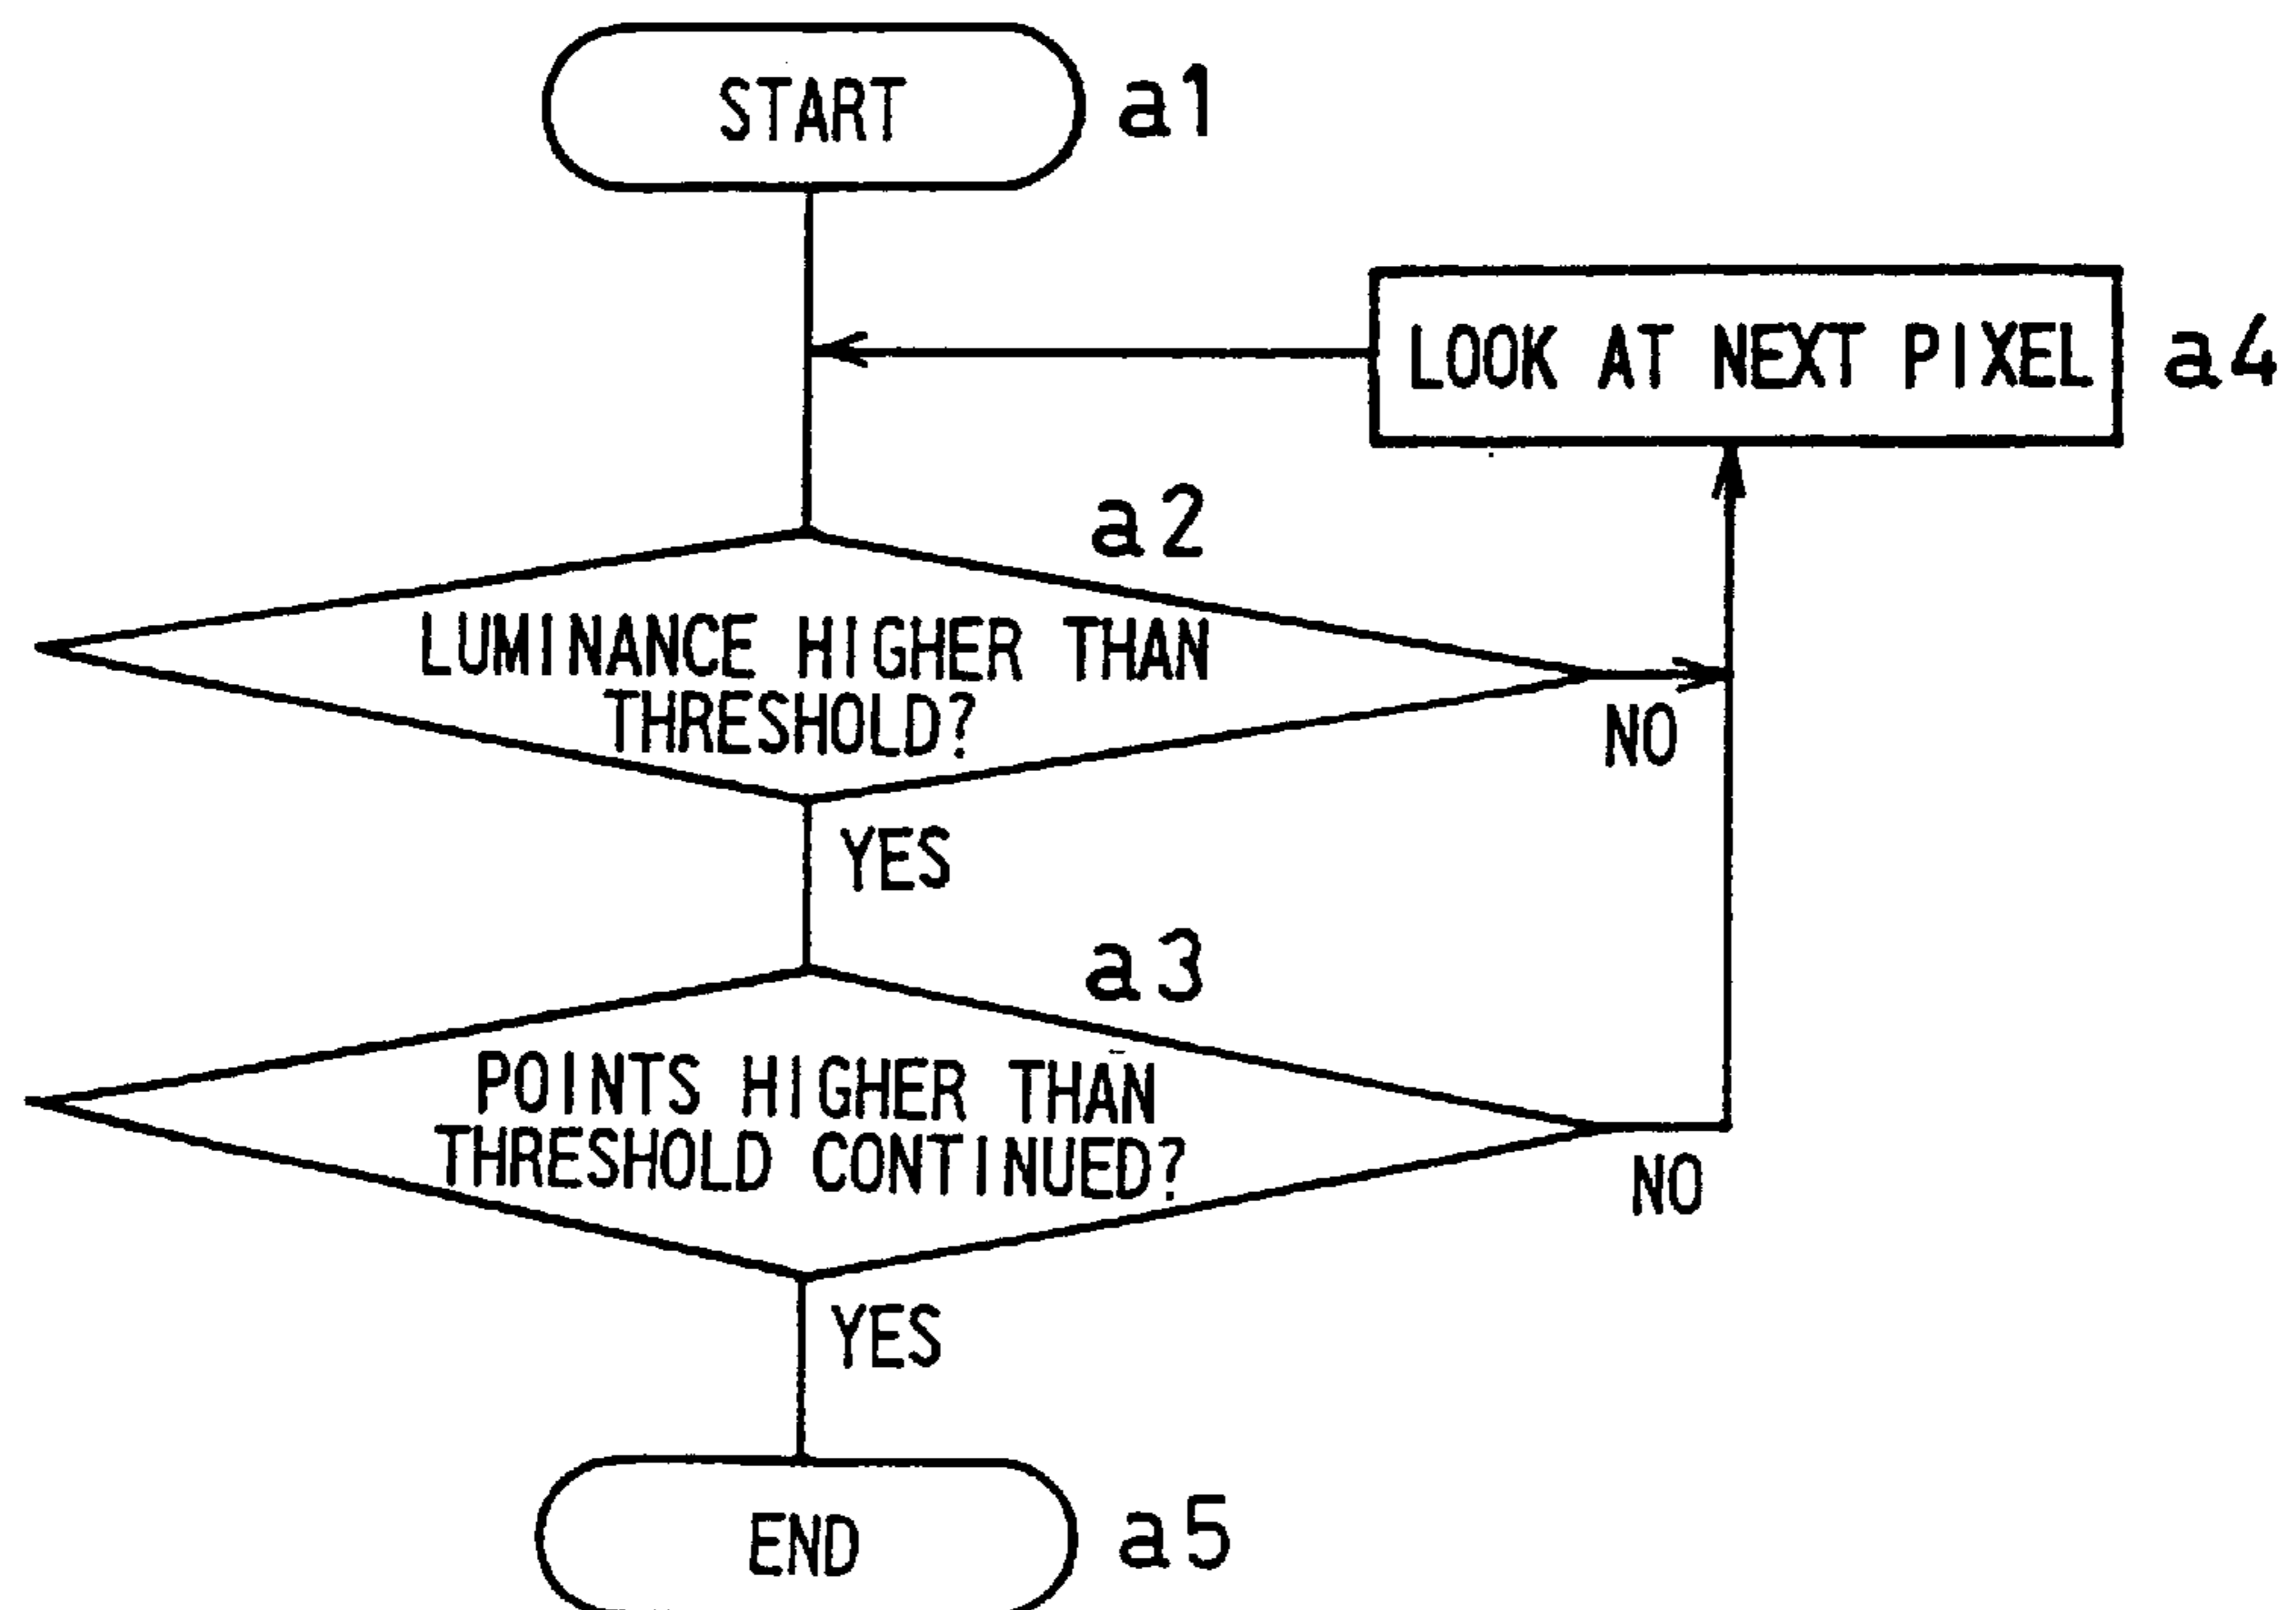 START a1
LOOK AT NEXT PIXEL a4
a2
LUMINANCE HIGHER THAN
THRESHOLD?
NO
YES
a3
POINTS HIGHER THAN
THRESHOLD CONTINUED?
NO
YES
END a5